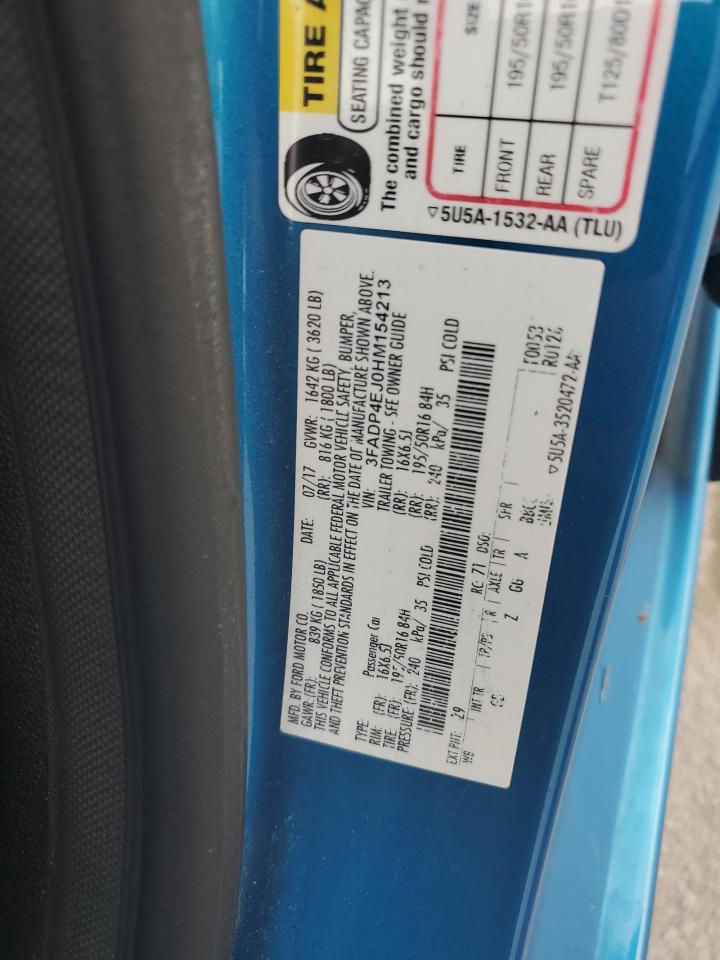 TIRE A
SEATING CAPAC
The combined weight
and cargo should
TIRE SIZE
FRONT 195/50R1
REAR 195/50R1
SPARE T125/80D1
5U5A-1532-AA (TLU)
MFD. BY FORD MOTOR CO. DATE: 07/17 GVWR: 1642 KG ( 3620 LB)
GAWR:(FR): 839 KG ( 1850 LB) (RR): 816 KG ( 1800 LB)
THIS VEHICLE CONFORMS TO ALL APPLICABLE FEDERAL MOTOR VEHICLE SAFETY, BUMPER,
AND THEFT PREVENTION STANDARDS IN EFFECT ON THE DATE OF MANUFACTURE SHOWN ABOVE.
VIN: 3FADP4EJ0HM154213
TYPE: Passenger Car TRAILER TOWING - SEE OWNER GUIDE
RIM: (FR): 16X6.5J (RR): 16X6.5J
TIRE (FR): 195/50R16 84H (RR): 195/50R16 84H
PRESSURE (FR): 240 kPa/ 35 PSI COLD (RR): 240 kPa/ 35 PSI COLD
EXT PNT: Z9 RC: 71 DSO: F0053
WB INT TR TP/PS R AXLE TR SPR
Z GG A
5U5A-3520472-AA